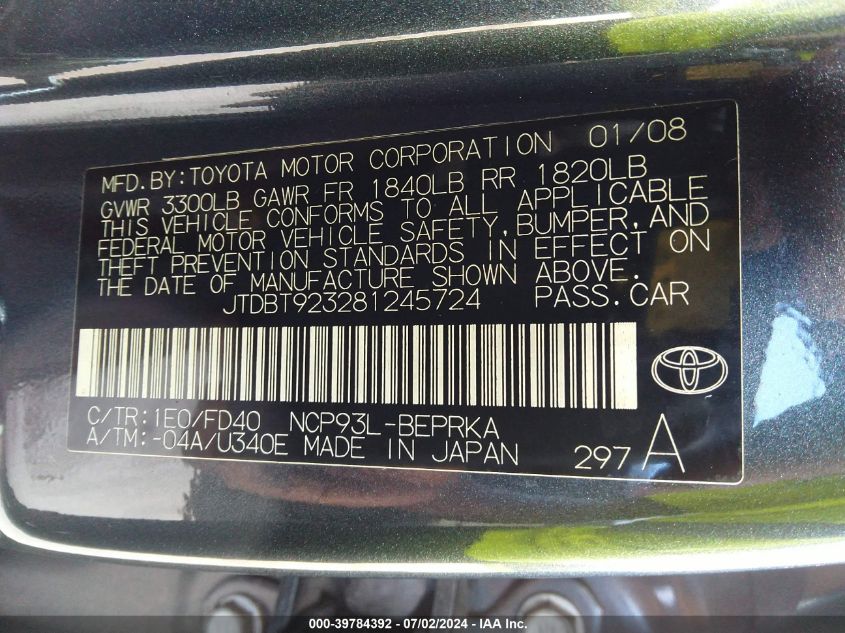 MFD.BY:TOYOTA MOTOR CORPORATION 01/08
GVWR 3300LB GAWR FR 1840LB RR 1820LB
THIS VEHICLE CONFORMS TO ALL APPLICABLE
FEDERAL MOTOR VEHICLE SAFETY,BUMPER,AND
THEFT PREVENTION STANDARDS IN EFFECT ON
THE DATE OF MANUFACTURE SHOWN ABOVE.
JTDBT923281245724 PASS.CAR
C/TR:1E0/FD40 NCP93L-BEPRKA
A/TM:-04A/U340E MADE IN JAPAN 297 A
000-39784392 - 07/02/2024 - IAA Inc.